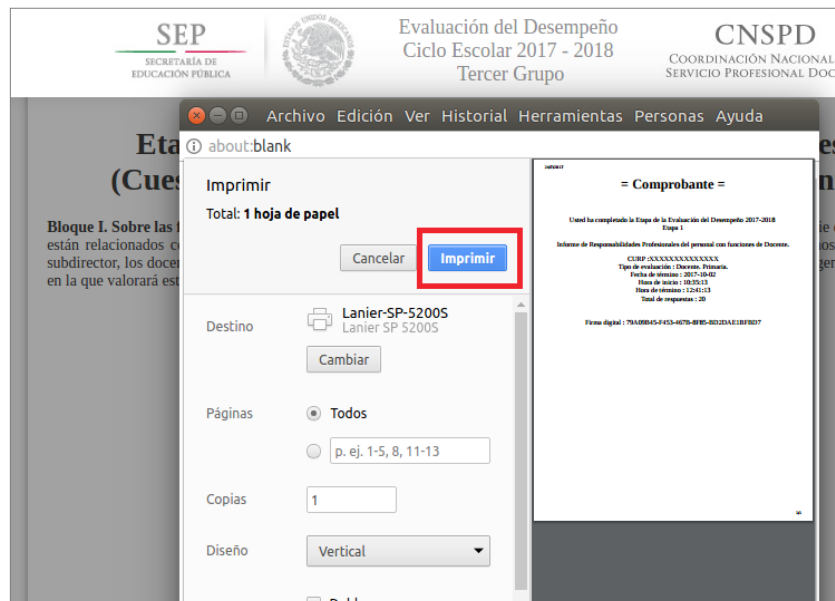 SEP
SECRETARÍA DE
EDUCACIÓN PÚBLICA
Evaluación del Desempeño
Ciclo Escolar 2017 - 2018
Tercer Grupo
CNSPD
COORDINACIÓN NACIONAL
SERVICIO PROFESIONAL DOC
Archivo Edición Ver Historial Herramientas Personas Ayuda
about:blank
Eta
(Cues
Bloque I. Sobre las f
están relacionados c
subdirector, los docen
en la que valorará est
Imprimir
Total: 1 hoja de papel
Cancelar
Imprimir
Destino
Lanier-SP-5200S
Lanier SP 5200S
Cambiar
Páginas
Todos
p. ej. 1-5, 8, 11-13
Copias
1
Diseño
Vertical
= Comprobante =
Usted ha completado la Etapa de la Evaluación del Desempeño 2017-2018
Etapa 1
Informe de Responsabilidades Profesionales del personal con funciones de Docente.
CURP :XXXXXXXXXXXXXX
Tipo de evaluación : Docente. Primaria.
Fecha de término : 2017-10-02
Hora de inicio : 10:35:13
Hora de término : 12:41:13
Total de respuestas : 20
Firma digital : 79A09B45-F453-467B-8FB5-BD2DAE1BFBD7